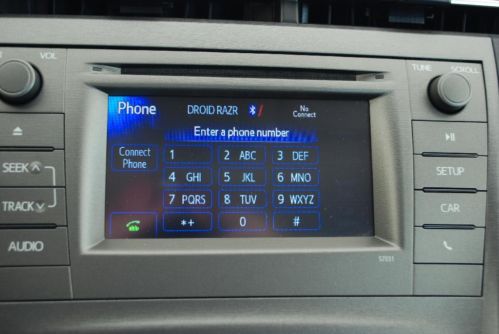 VOL
TUNE SCROLL
Phone DROID RAZR No Connect
Enter a phone number
Connect Phone
1 2 ABC 3 DEF
4 GHI 5 JKL 6 MNO
7 PQRS 8 TUV 9 WXYZ
*+ 0 #
SEEK
TRACK
AUDIO
SETUP
CAR
57031